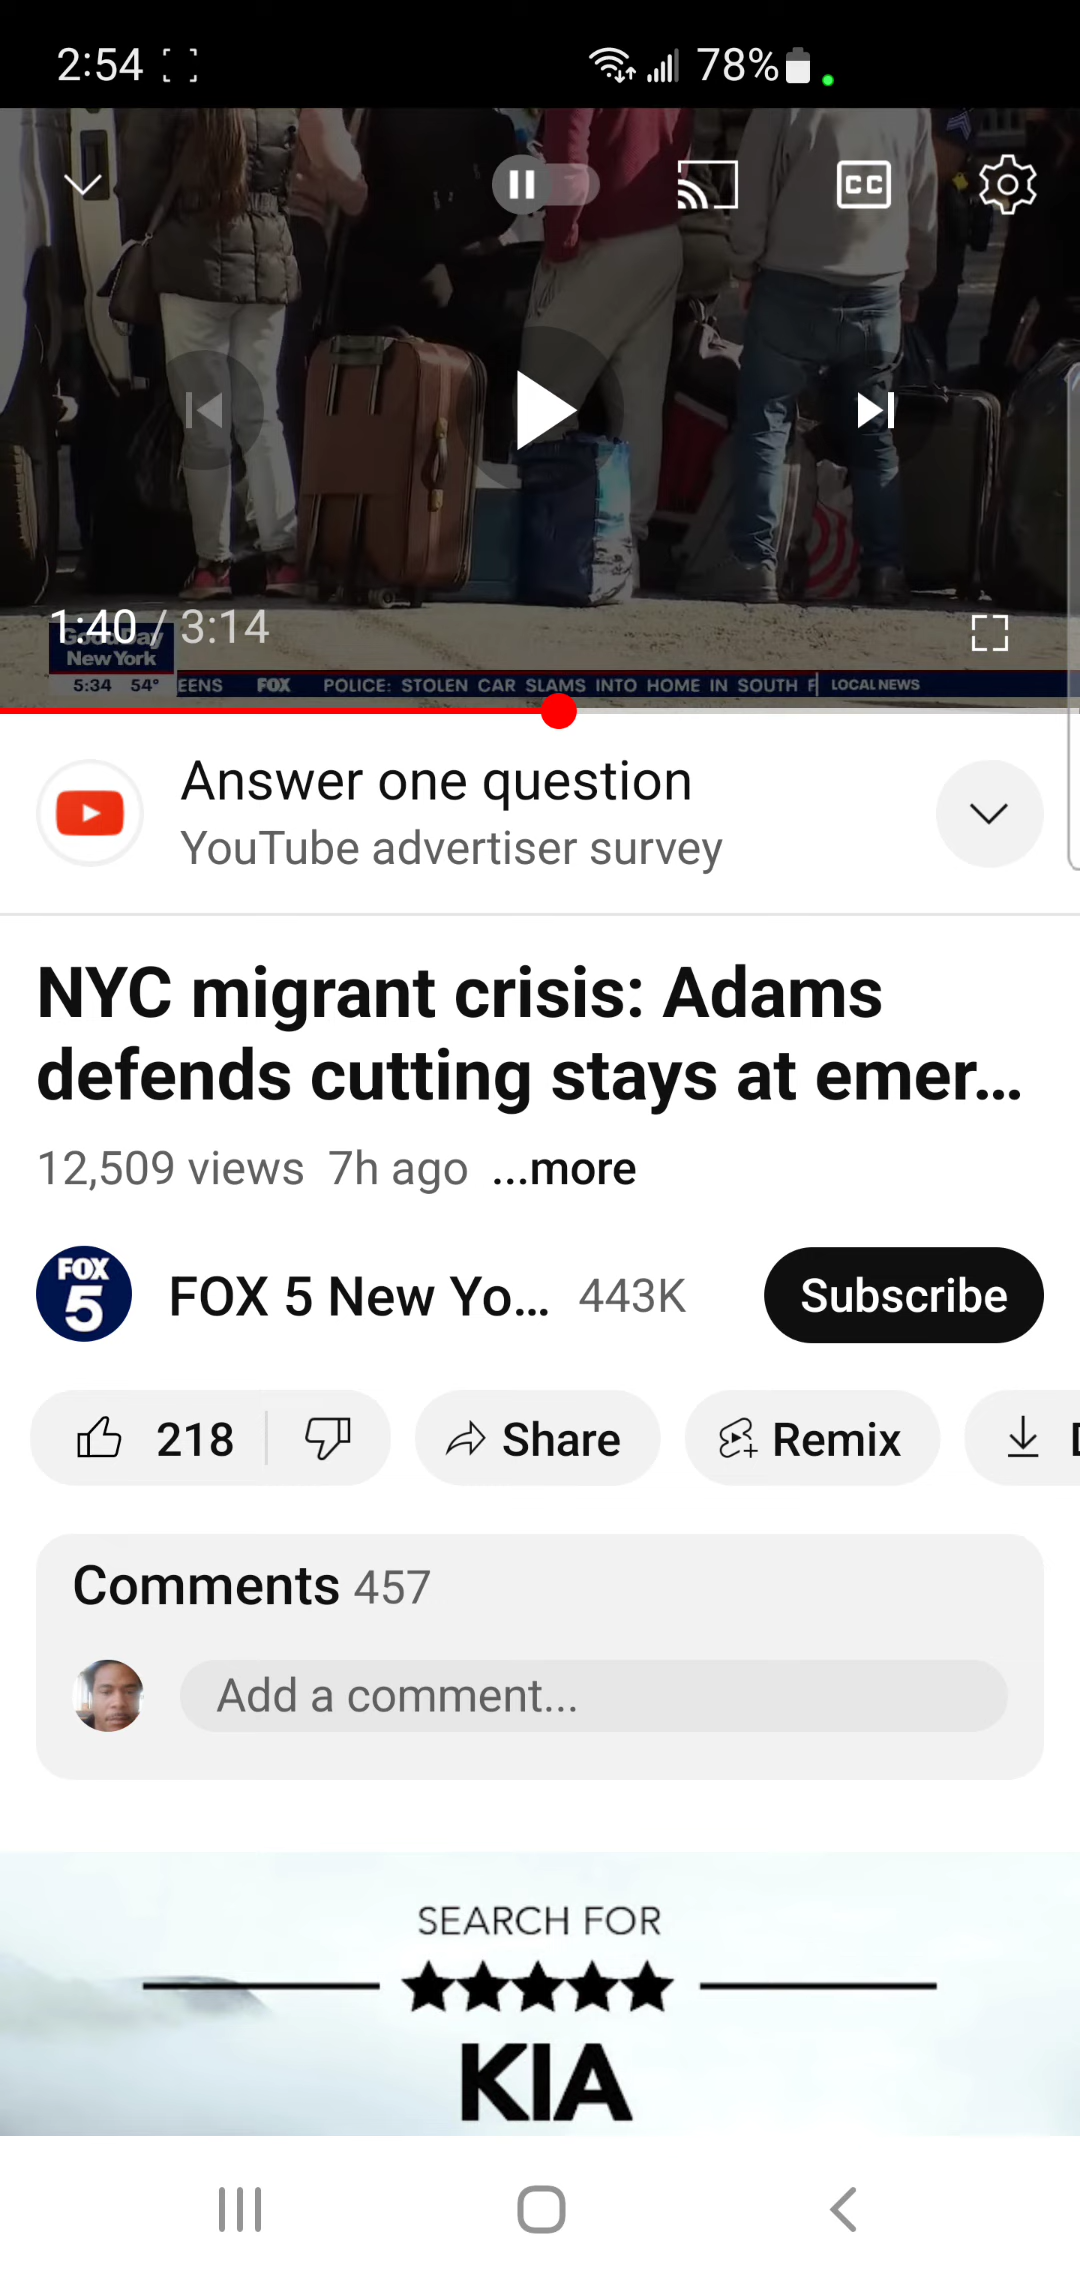 2:54
78%
CC
1:40 / 3:14
Good Day
New York
5:34 54° EENS FOX POLICE: STOLEN CAR SLAMS INTO HOME IN SOUTH F LOCAL NEWS
Answer one question
YouTube advertiser survey
NYC migrant crisis: Adams
defends cutting stays at emer...
12,509 views 7h ago ...more
FOX
5
FOX 5 New Yo... 443K Subscribe
218 Share Remix D
Comments 457
Add a comment...
SEARCH FOR
KIA